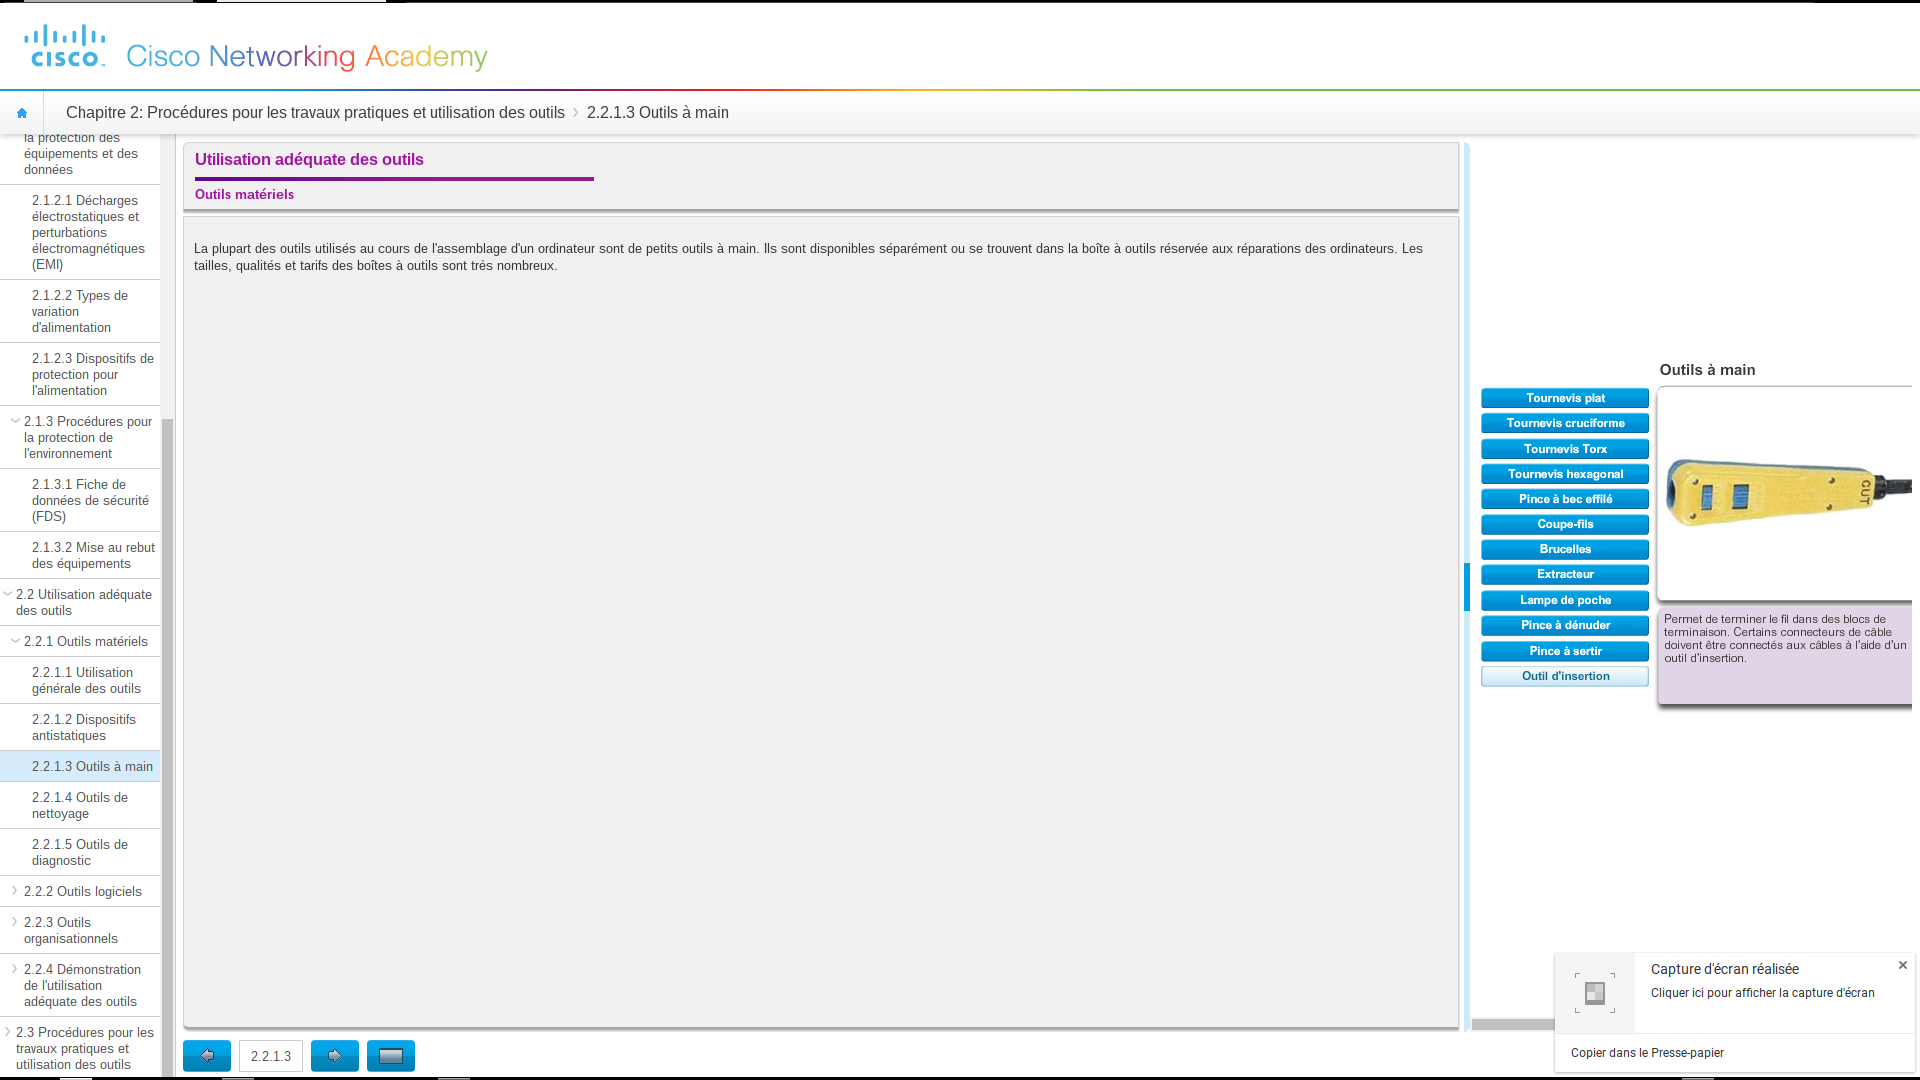 cisco
Cisco Networking Academy
Chapitre 2: Procédures pour les travaux pratiques et utilisation des outils
2.2.1.3 Outils à main
la protection des
équipements et des
données
2.1.2.1 Décharges
électrostatiques et
perturbations
électromagnétiques
(EMI)
2.1.2.2 Types de
variation
d'alimentation
2.1.2.3 Dispositifs de
protection pour
l'alimentation
2.1.3 Procédures pour
la protection de
l'environnement
2.1.3.1 Fiche de
données de sécurité
(FDS)
2.1.3.2 Mise au rebut
des équipements
2.2 Utilisation adéquate
des outils
2.2.1 Outils matériels
2.2.1.1 Utilisation
générale des outils
2.2.1.2 Dispositifs
antistatiques
2.2.1.3 Outils à main
2.2.1.4 Outils de
nettoyage
2.2.1.5 Outils de
diagnostic
2.2.2 Outils logiciels
2.2.3 Outils
organisationnels
2.2.4 Démonstration
de l'utilisation
adéquate des outils
2.3 Procédures pour les
travaux pratiques et
utilisation des outils
Utilisation adéquate des outils
Outils matériels
La plupart des outils utilisés au cours de l'assemblage d'un ordinateur sont de petits outils à main. Ils sont disponibles séparément ou se trouvent dans la boîte à outils réservée aux réparations des ordinateurs. Les
tailles, qualités et tarifs des boîtes à outils sont très nombreux.
2.2.1.3
Outils à main
Tournevis plat
Tournevis cruciforme
Tournevis Torx
Tournevis hexagonal
Pince à bec effilé
Coupe-fils
Brucelles
Extracteur
Lampe de poche
Pince à dénuder
Pince à sertir
Outil d'insertion
CUT
Permet de terminer le fil dans des blocs de
terminaison. Certains connecteurs de câble
doivent être connectés aux câbles à l'aide d'un
outil d'insertion.
Capture d'écran réalisée
Cliquer ici pour afficher la capture d'écran
Copier dans le Presse-papier